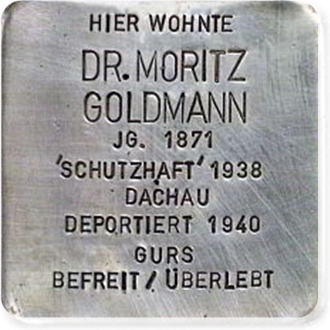 HIER WOHNTE
DR. MORITZ
GOLDMANN
JG. 1871
'SCHUTZHAFT' 1938
DACHAU
DEPORTIERT 1940
GURS
BEFREIT / ÜBERLEBT